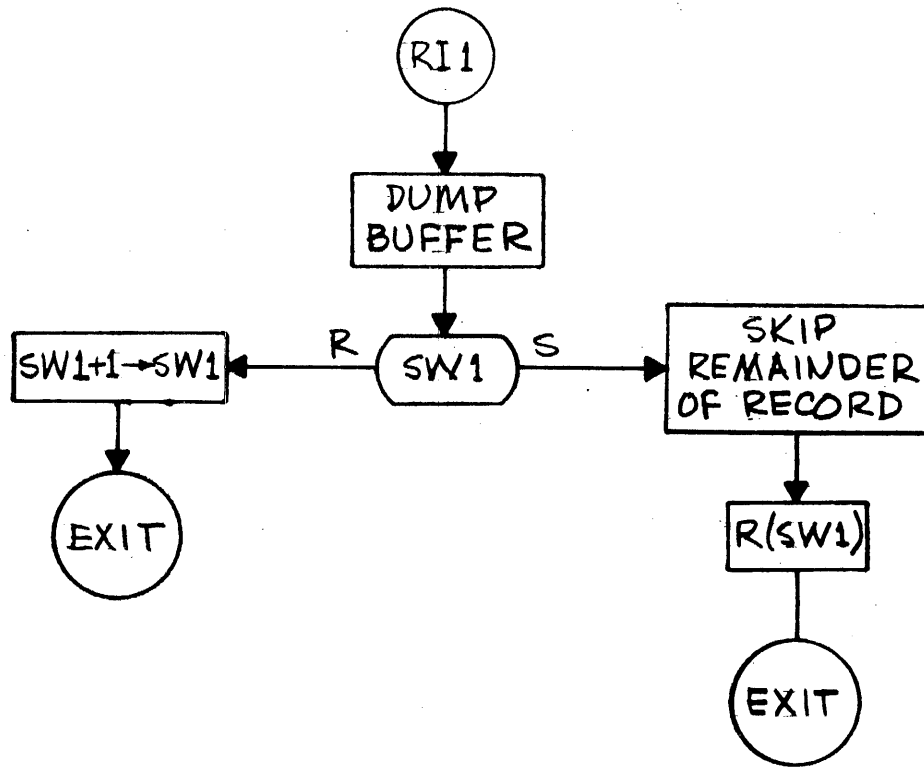 RI1
DUMP
BUFFER
R
SW1
S
SW1+1→SW1
SKIP
REMAINDER
OF RECORD
EXIT
R(SW1)
EXIT